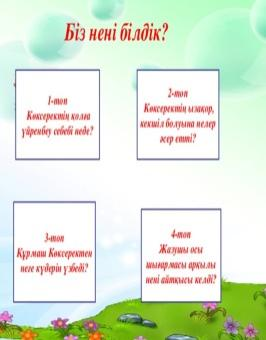 Біз нені білдік?
1-топ
Көксеректің қолға
үйренбеу себебі неде?
2-топ
Көксеректің ызақор,
кекшіл болуына нелер
әсер етті?
3-топ
Құрмаш Көксеректен
неге күдерін үзбеді?
4-топ
Жазушы осы
шығармасы арқылы
нені айтқысы келді?